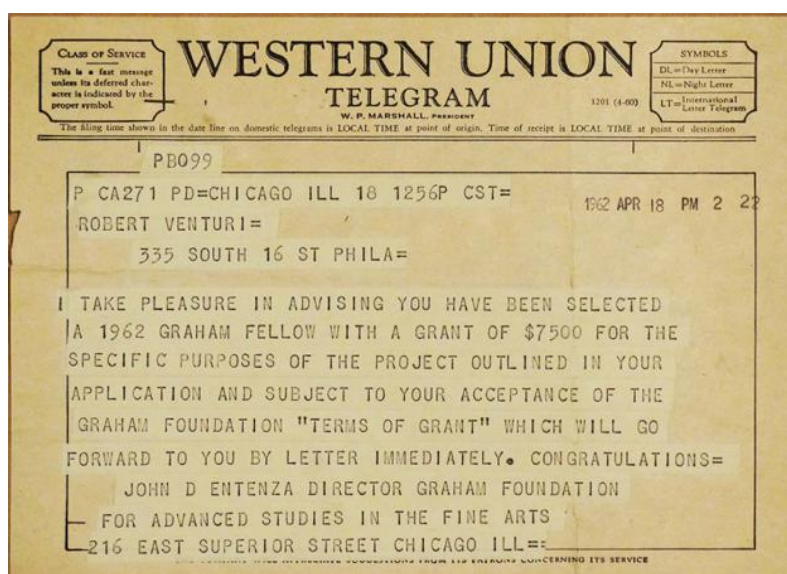 CLASS OF SERVICE
This is a fast message
unless its deferred char-
acter is indicated by the
proper symbol.
WESTERN UNION
TELEGRAM
W. P. MARSHALL, PRESIDENT
1201 (4-60)
SYMBOLS
DL=Day Letter
NL=Night Letter
LT=International Letter Telegram
The filing time shown in the date line on domestic telegrams is LOCAL TIME at point of origin. Time of receipt is LOCAL TIME at point of destination
PB099
P CA271 PD=CHICAGO ILL 18 1256P CST=
1962 APR 18 PM 2 22
ROBERT VENTURI=
335 SOUTH 16 ST PHILA=
I TAKE PLEASURE IN ADVISING YOU HAVE BEEN SELECTED
A 1962 GRAHAM FELLOW WITH A GRANT OF $7500 FOR THE
SPECIFIC PURPOSES OF THE PROJECT OUTLINED IN YOUR
APPLICATION AND SUBJECT TO YOUR ACCEPTANCE OF THE
GRAHAM FOUNDATION "TERMS OF GRANT" WHICH WILL GO
FORWARD TO YOU BY LETTER IMMEDIATELY. CONGRATULATIONS=
JOHN D ENTENZA DIRECTOR GRAHAM FOUNDATION
FOR ADVANCED STUDIES IN THE FINE ARTS
216 EAST SUPERIOR STREET CHICAGO ILL==
SUGGESTIONS FROM ITS PATRONS CONCERNING ITS SERVICE